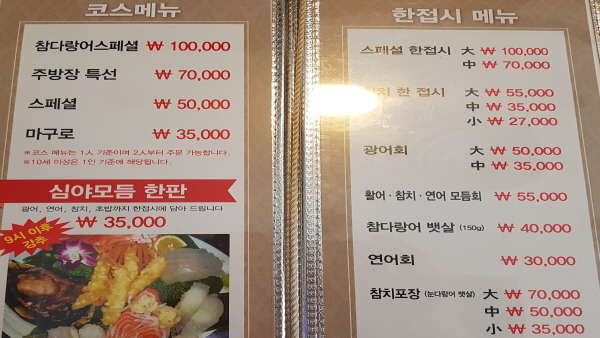 코스메뉴
참다랑어스페셜 ₩ 100,000
주방장 특선 ₩ 70,000
스페셜 ₩ 50,000
마구로 ₩ 35,000
※코스 메뉴는 1人 기준이며 2人부터 주문 가능합니다.
※10세 이상은 1인 기준에 해당됩니다.
심야모듬 한판
광어, 연어, 참치, 초밥까지 한접시에 담아 드립니다
₩ 35,000
9시 이후
강추
한접시 메뉴
스페셜 한접시 大 ₩ 100,000
中 ₩ 70,000
한 접시 大 ₩ 55,000
中 ₩ 35,000
小 ₩ 27,000
광어회 大 ₩ 50,000
中 ₩ 35,000
활어·참치·연어 모듬회 ₩ 55,000
참다랑어 뱃살 (150g) ₩ 40,000
연어회 ₩ 30,000
참치포장 (눈다랑어 뱃살) 大 ₩ 70,000
中 ₩ 50,000
小 ₩ 35,000